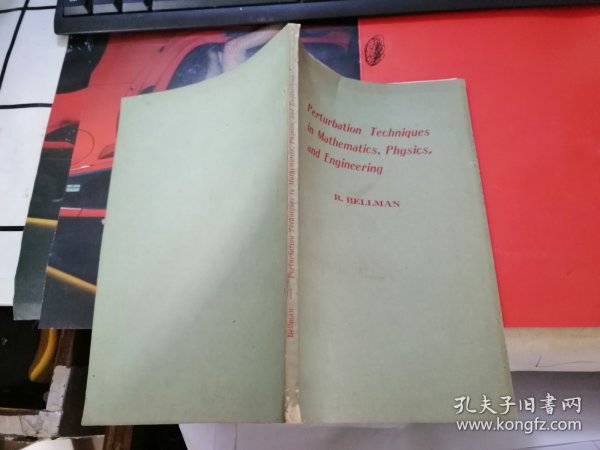 Perturbation Techniques
in Mathematics, Physics,
and Engineering
R. BELLMAN
Bellman — Perturbation Techniques in Mathematics, Physics, and Engineering
孔夫子旧书网
www.kongfz.com